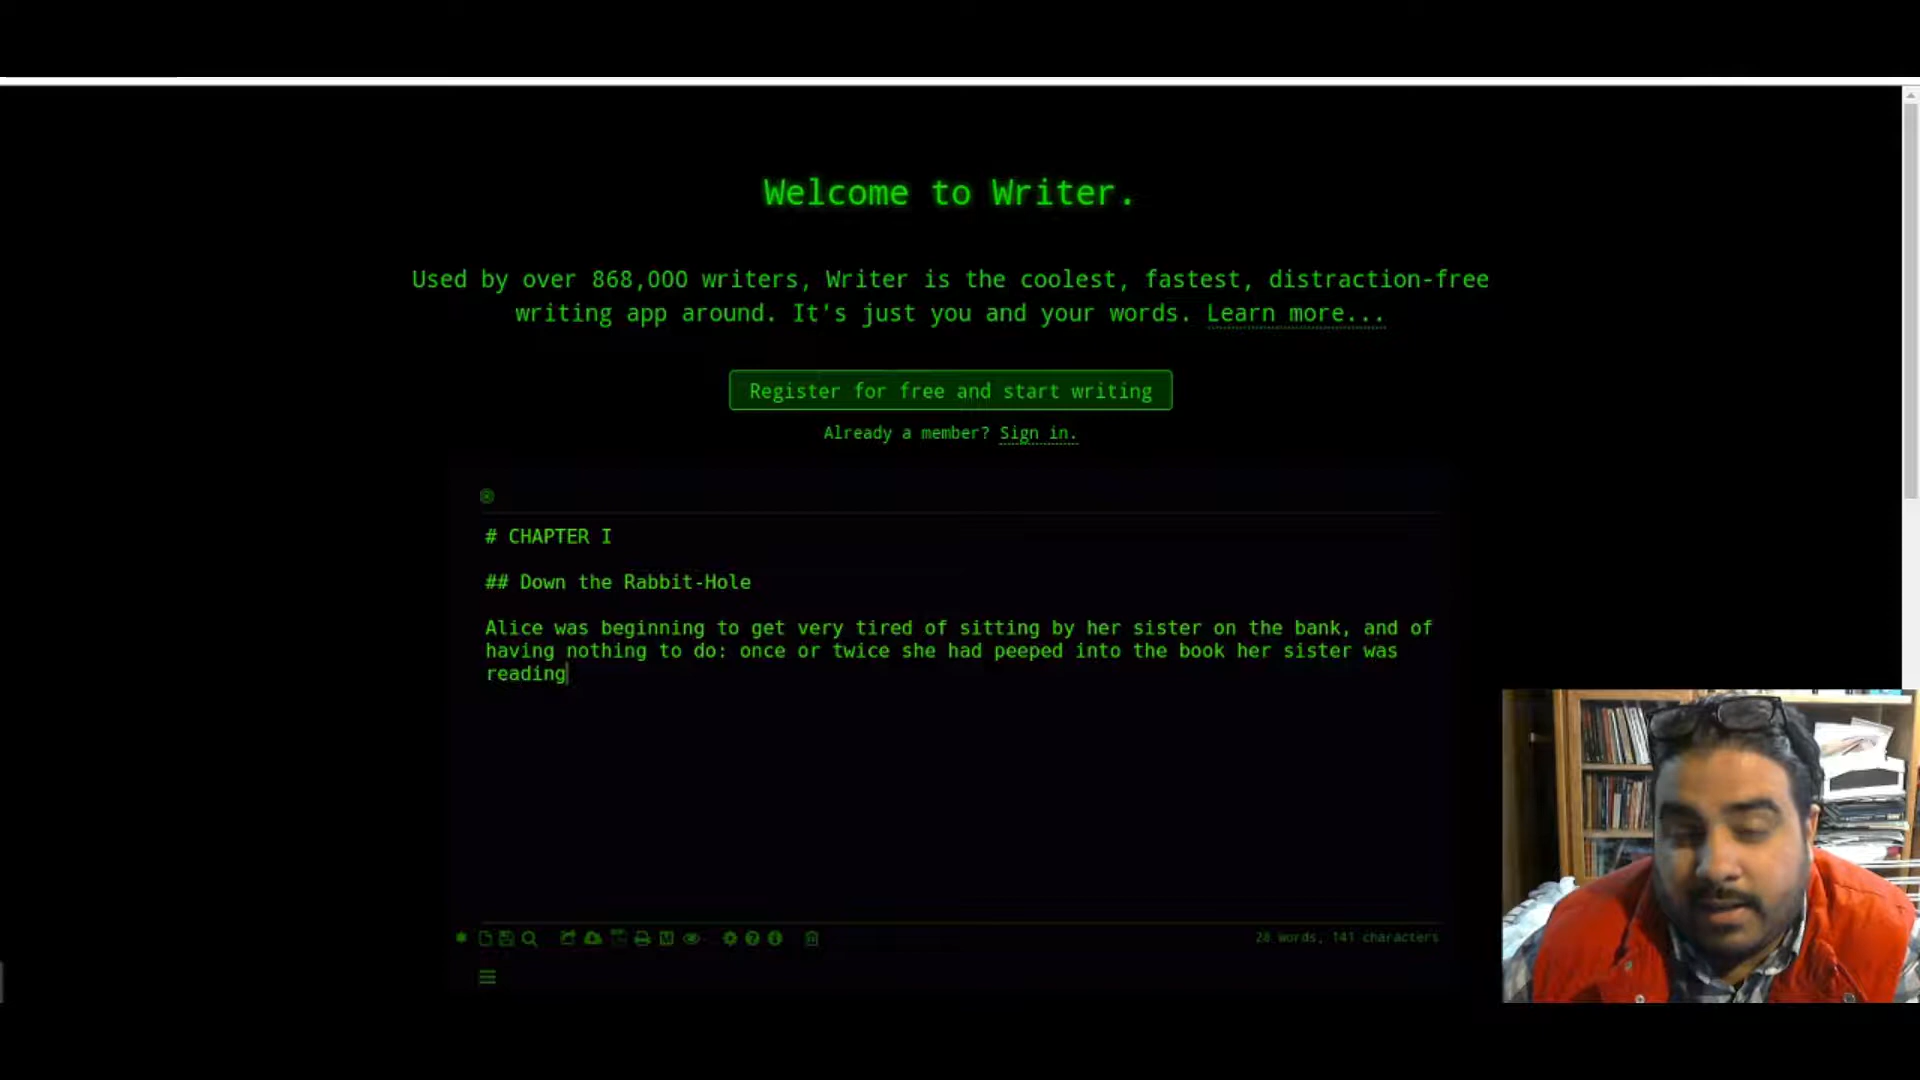 Welcome to Writer.
Used by over 868,000 writers, Writer is the coolest, fastest, distraction-free
writing app around. It's just you and your words. Learn more...
Register for free and start writing
Already a member? Sign in.
# CHAPTER I
## Down the Rabbit-Hole
Alice was beginning to get very tired of sitting by her sister on the bank, and of
having nothing to do: once or twice she had peeped into the book her sister was
reading
28 words, 141 characters